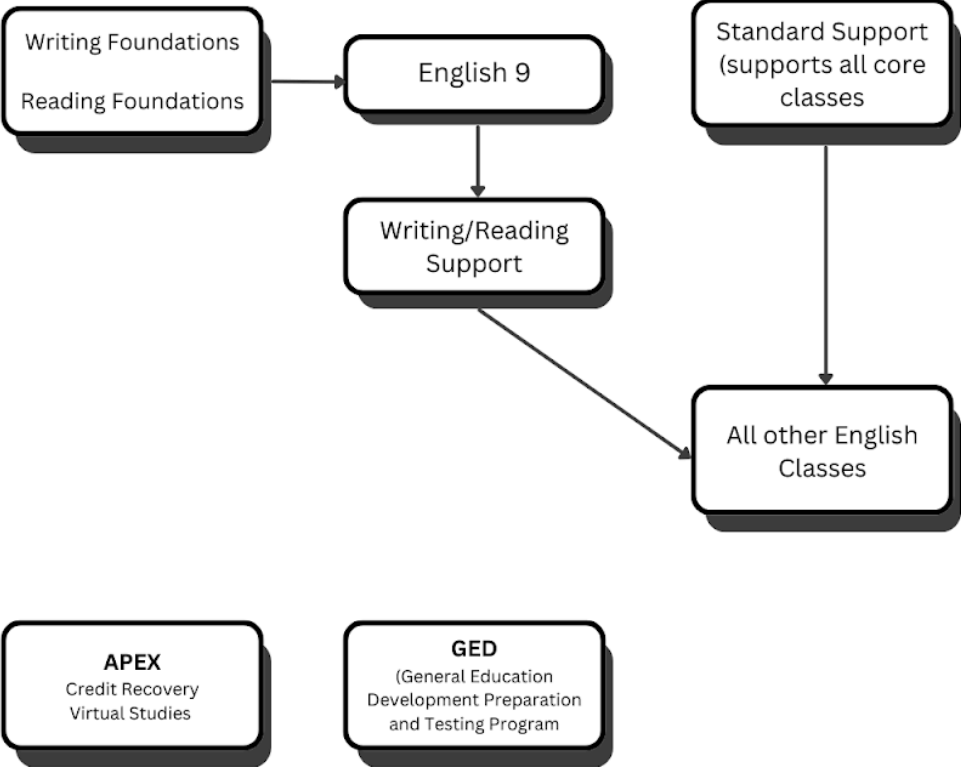 Writing Foundations
Reading Foundations
English 9
Standard Support
(supports all core
classes
Writing/Reading
Support
All other English
Classes
APEX
Credit Recovery
Virtual Studies
GED
(General Education
Development Preparation
and Testing Program